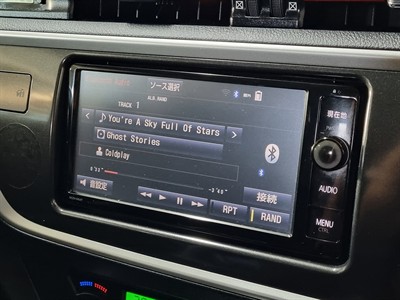 ソース選択
TRACK 1
ALB.RAND
You're A Sky Full Of Stars
Ghost Stories
Coldplay
音設定
接続
RPT
RAND
現在地
AUDIO
MENU
CTRL